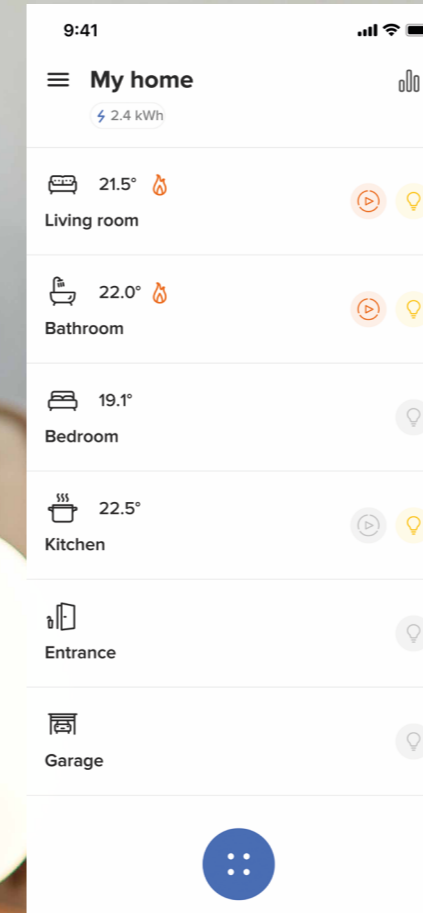 9:41
My home
2.4 kWh
21.5°
Living room
22.0°
Bathroom
19.1°
Bedroom
22.5°
Kitchen
Entrance
Garage